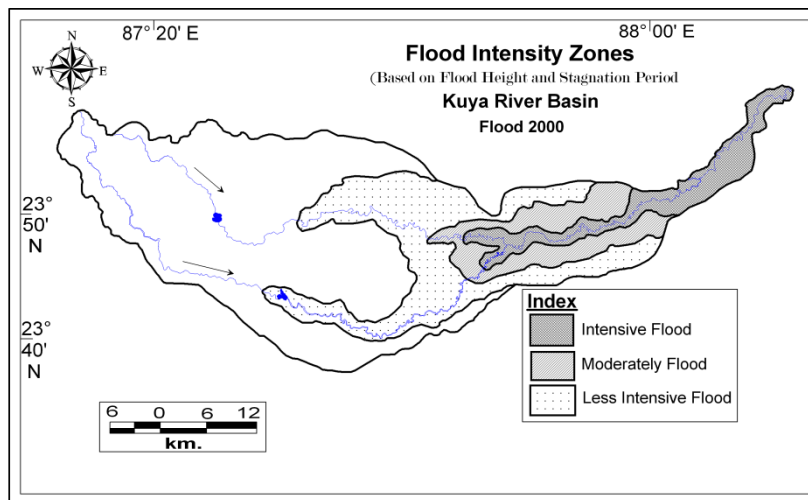 87° 20' E
88° 00' E
N
W E
S
Flood Intensity Zones
(Based on Flood Height and Stagnation Period
Kuya River Basin
Flood 2000
23°
50'
N
23°
40'
N
Index
Intensive Flood
Moderately Flood
Less Intensive Flood
6 0 6 12
km.